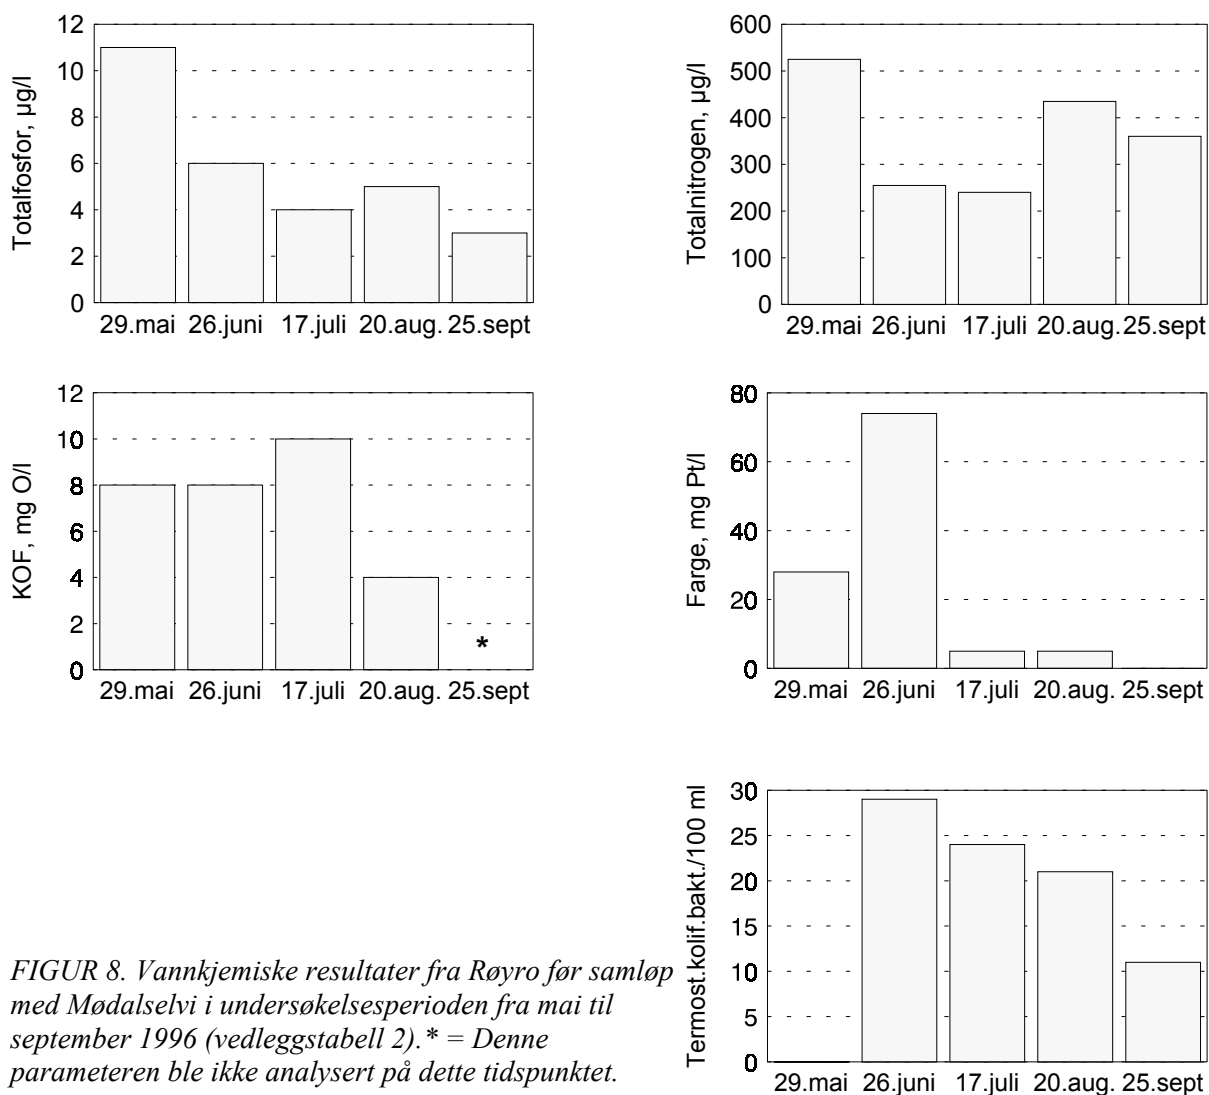 Totalfosfor, µg/l
12
10
8
6
4
2
0
29.mai 26.juni 17.juli 20.aug. 25.sept
Totalnitrogen, µg/l
600
500
400
300
200
100
0
29.mai 26.juni 17.juli 20.aug. 25.sept
KOF, mg O/l
12
10
8
6
4
2
0
*
29.mai 26.juni 17.juli 20.aug. 25.sept
Farge, mg Pt/l
80
60
40
20
0
29.mai 26.juni 17.juli 20.aug. 25.sept
Termost.kolif.bakt./100 ml
30
25
20
15
10
5
0
29.mai 26.juni 17.juli 20.aug. 25.sept
FIGUR 8. Vannkjemiske resultater fra Røyro før samløp
med Mødalselvi i undersøkelsesperioden fra mai til
september 1996 (vedleggstabell 2).* = Denne
parameteren ble ikke analysert på dette tidspunktet.